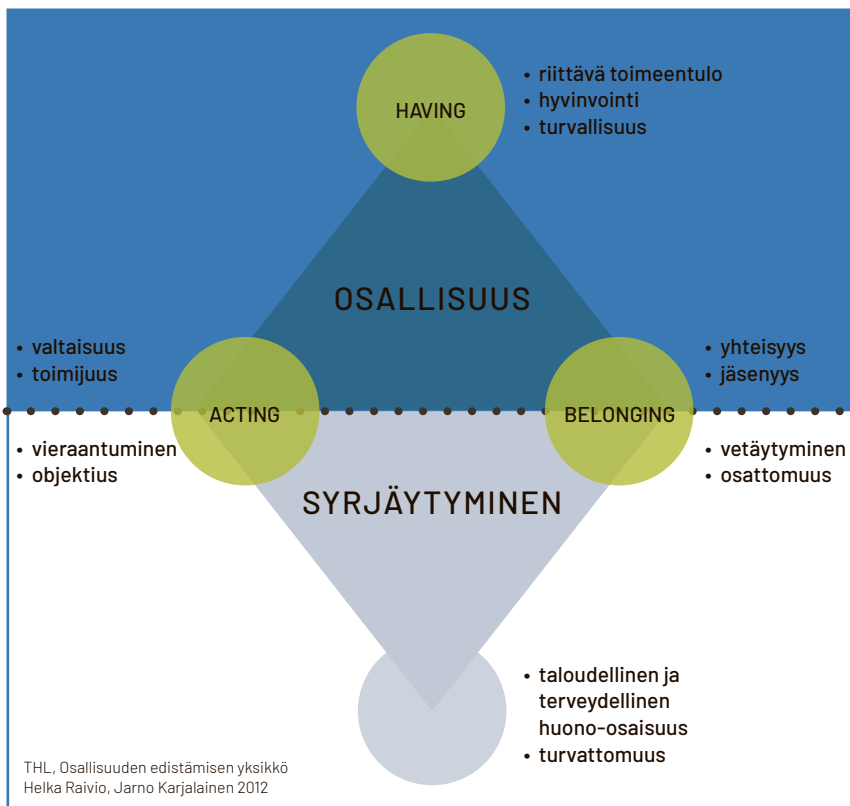 HAVING
• riittävä toimeentulo
• hyvinvointi
• turvallisuus
OSALLISUUS
• valtaisuus
• toimijuus
• yhteisyys
• jäsenyys
ACTING
BELONGING
• vieraantuminen
• objektius
• vetäytyminen
• osattomuus
SYRJÄYTYMINEN
• taloudellinen ja
terveydellinen
huono-osaisuus
• turvattomuus
THL, Osallisuuden edistämisen yksikkö
Helka Raivio, Jarno Karjalainen 2012